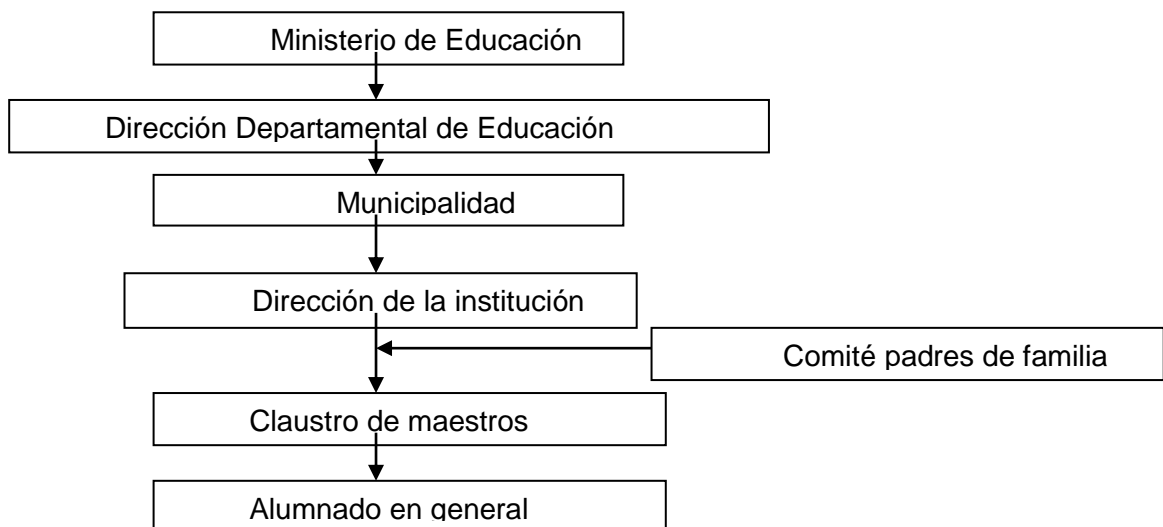 Ministerio de Educación
Dirección Departamental de Educación
Municipalidad
Dirección de la institución
Comité padres de familia
Claustro de maestros
Alumnado en general